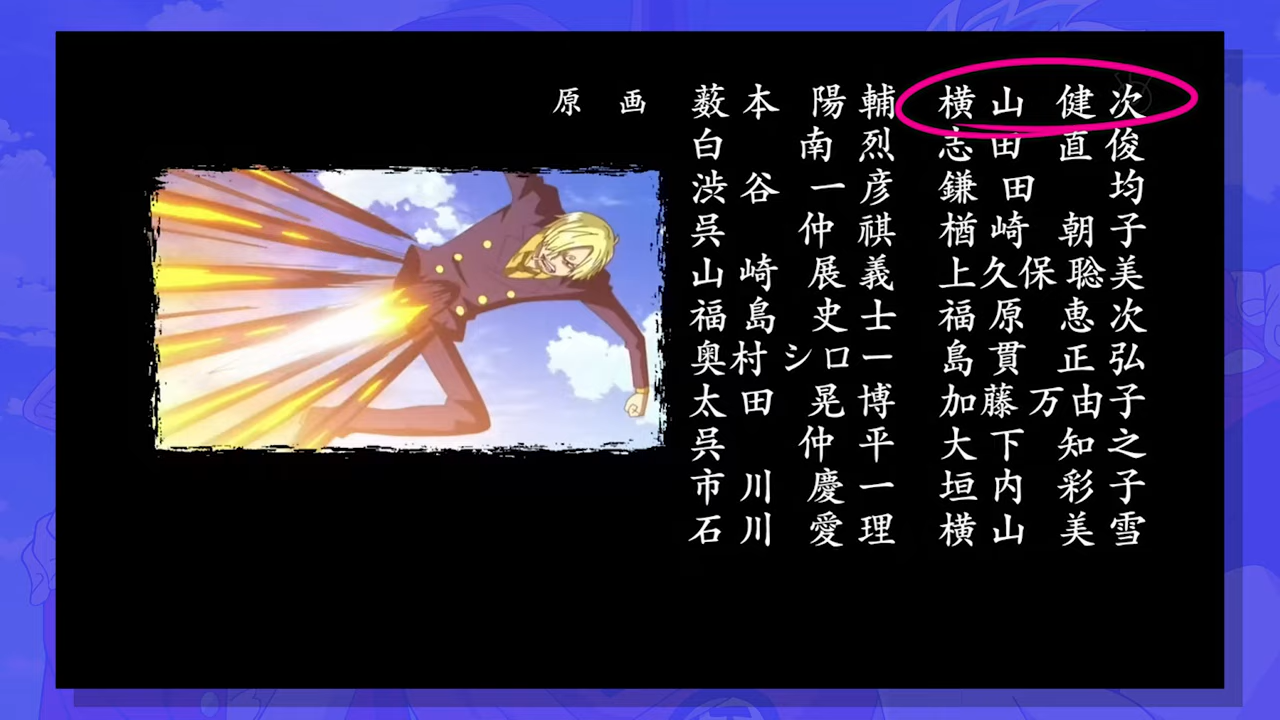 原画 薮本陽輔 横山健次
白南烈 志田直俊
渋谷一彦 鎌田均
呉仲祺 楢崎朝子
山崎展義 上久保聡美
福島史士 福原恵次
奥村シロー 島貫正弘
太田晃博 加藤万由子
呉仲平 大下知之
市川慶一 垣内彩子
石川愛理 横山美雪